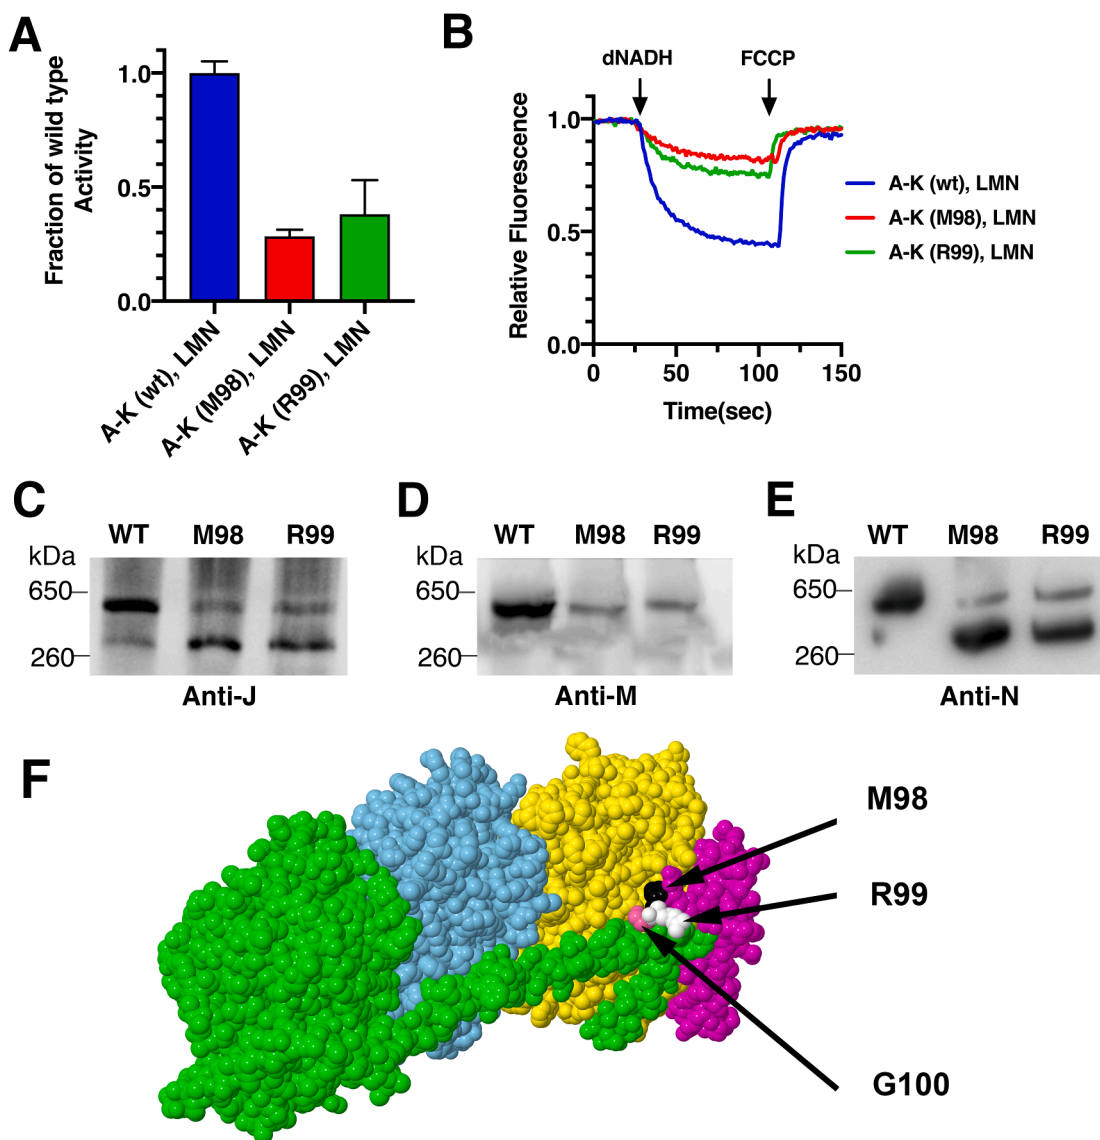 A
Fraction of wild type
Activity
1.0
0.5
0.0
A-K (wt), LMN
A-K (M98), LMN
A-K (R99), LMN
B
dNADH
FCCP
Relative Fluorescence
1.0
0.5
0.0
0
50
100
150
Time(sec)
A-K (wt), LMN
A-K (M98), LMN
A-K (R99), LMN
C
WT M98 R99
kDa
650
260
Anti-J
D
WT M98 R99
kDa
650
260
Anti-M
E
WT M98 R99
kDa
650
260
Anti-N
F
M98
R99
G100